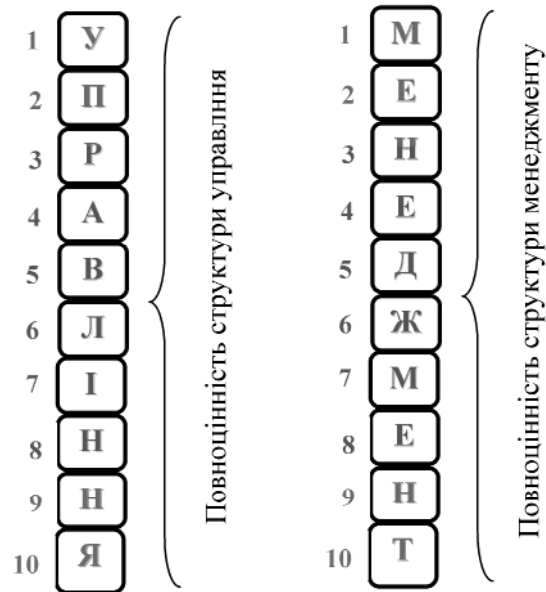 1 У
2 П
3 Р
4 А
5 В
6 Л
7 І
8 Н
9 Н
10 Я
Повноцінність структури управлння
1 М
2 Е
3 Н
4 Е
5 Д
6 Ж
7 М
8 Е
9 Н
10 Т
Повноцінність структури менеджменту